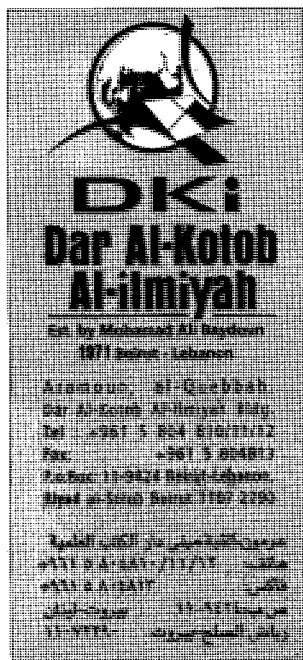 DKi
Dar Al-Kotob
Al-ilmiyah
Est. by Mohamad Ali Baydoun
1971 Beirut - Lebanon
Aramoun, al-Quebbah,
Dar Al-Kotob Al-ilmiyah Bldg.
Tel : +961 5 804 810/11/12
Fax: +961 5 804813
P.o.Box: 11-9424 Beirut-Lebanon,
Riyad al-Soloh Beirut 1107 2290
عرمون،القبة،مبنى دار الكتب العلمية
هاتف: +٩٦١ ٥ ٨٠٤٨١٠/١١/١٢
فاكس: +٩٦١ ٥ ٨٠٤٨١٣
ص.ب:٩٤٢٤-١١ بيروت-لبنان
رياض الصلح-بيروت ١١٠٧٢٢٩٠